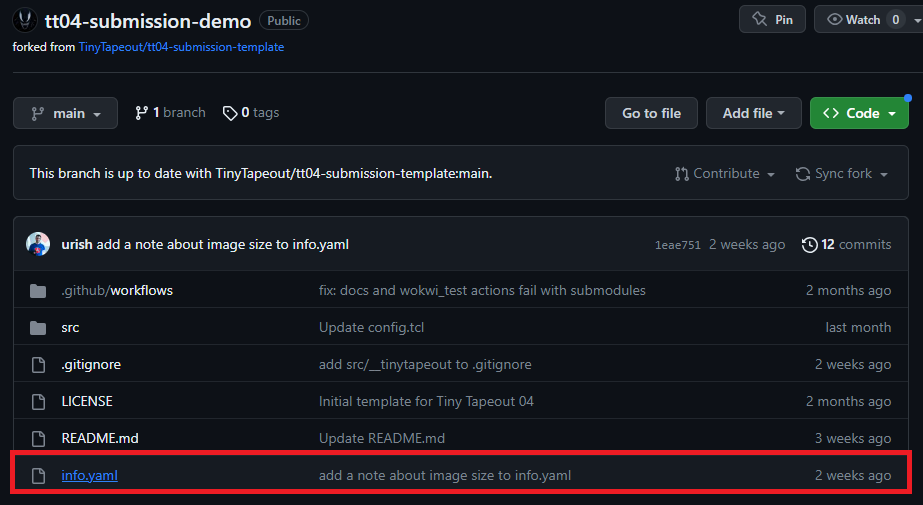 tt04-submission-demo Public Pin Watch 0
forked from TinyTapeout/tt04-submission-template
main 1 branch 0 tags Go to file Add file Code
This branch is up to date with TinyTapeout/tt04-submission-template:main. Contribute Sync fork
urish add a note about image size to info.yaml 1eae751 2 weeks ago 12 commits
.github/workflows fix: docs and wokwi_test actions fail with submodules 2 months ago
src Update config.tcl last month
.gitignore add src/__tinytapeout to .gitignore 2 weeks ago
LICENSE Initial template for Tiny Tapeout 04 2 months ago
README.md Update README.md 3 weeks ago
info.yaml add a note about image size to info.yaml 2 weeks ago